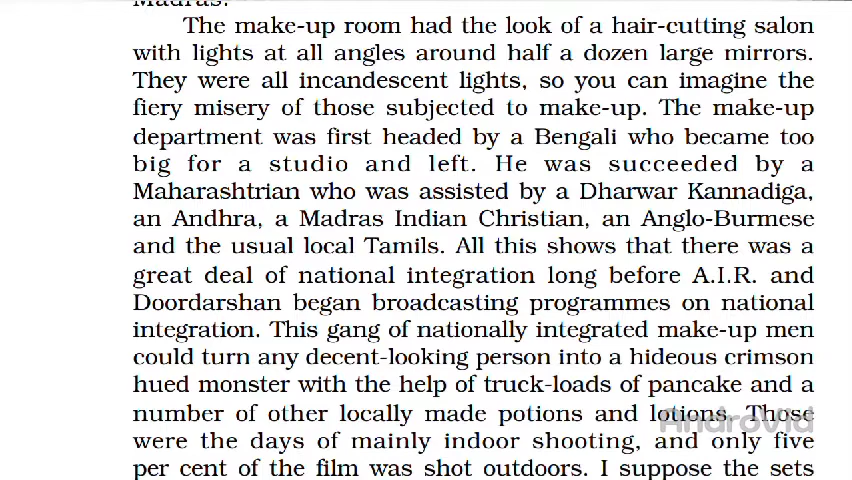 Madras.
The make-up room had the look of a hair-cutting salon
with lights at all angles around half a dozen large mirrors.
They were all incandescent lights, so you can imagine the
fiery misery of those subjected to make-up. The make-up
department was first headed by a Bengali who became too
big for a studio and left. He was succeeded by a
Maharashtrian who was assisted by a Dharwar Kannadiga,
an Andhra, a Madras Indian Christian, an Anglo-Burmese
and the usual local Tamils. All this shows that there was a
great deal of national integration long before A.I.R. and
Doordarshan began broadcasting programmes on national
integration. This gang of nationally integrated make-up men
could turn any decent-looking person into a hideous crimson
hued monster with the help of truck-loads of pancake and a
number of other locally made potions and lotions. Those
AndroVid
were the days of mainly indoor shooting, and only five
per cent of the film was shot outdoors. I suppose the sets